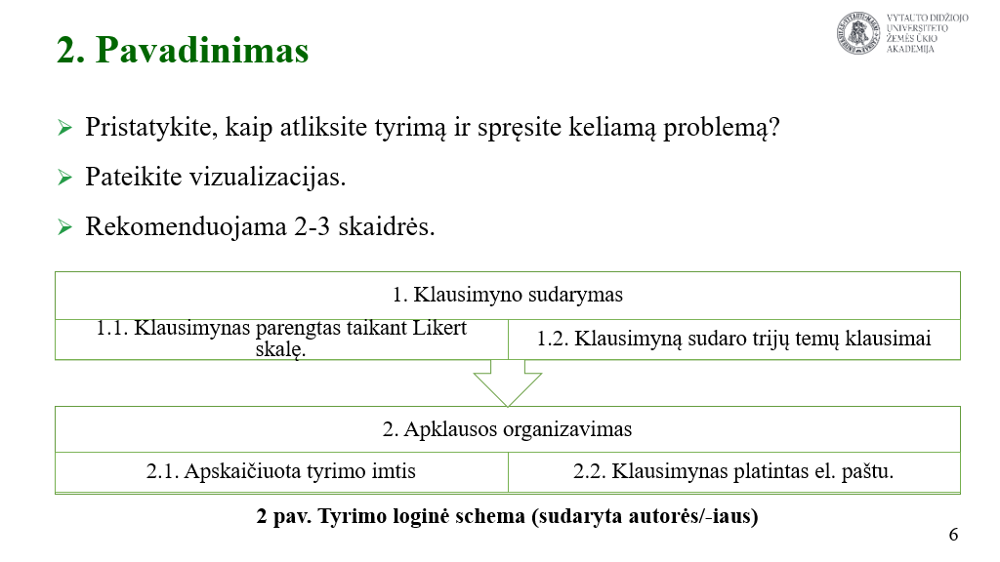 VYTAUTO DIDŽIOJO
UNIVERSITETO
ŽEMĖS ŪKIO
AKADEMIJA
2. Pavadinimas
Pristatykite, kaip atliksite tyrimą ir spręsite keliamą problemą?
Pateikite vizualizacijas.
Rekomenduojama 2-3 skaidrės.
1. Klausimyno sudarymas
1.1. Klausimynas parengtas taikant Likert
skalę.
1.2. Klausimyną sudaro trijų temų klausimai
2. Apklausos organizavimas
2.1. Apskaičiuota tyrimo imtis
2.2. Klausimynas platintas el. paštu.
2 pav. Tyrimo loginė schema (sudaryta autorės/-iaus)
6